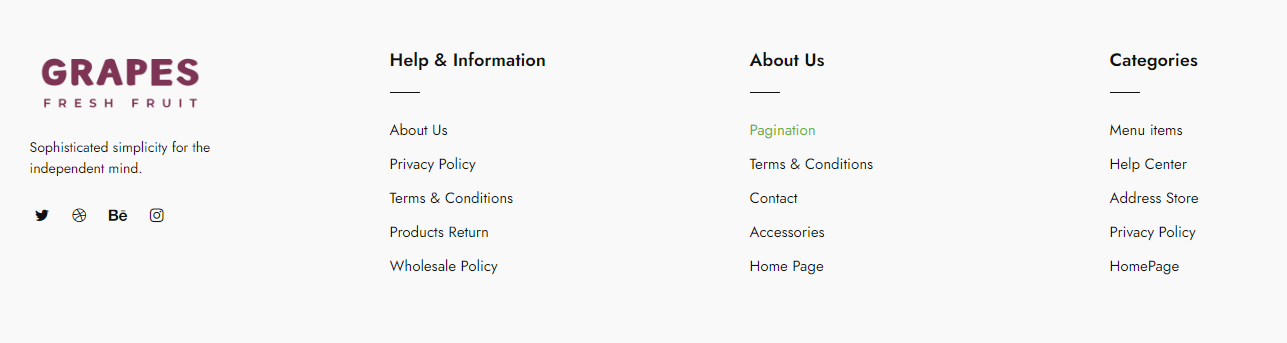 GRAPES
FRESH FRUIT
Sophisticated simplicity for the
independent mind.
Bē
Help & Information
About Us
Privacy Policy
Terms & Conditions
Products Return
Wholesale Policy
About Us
Pagination
Terms & Conditions
Contact
Accessories
Home Page
Categories
Menu items
Help Center
Address Store
Privacy Policy
HomePage